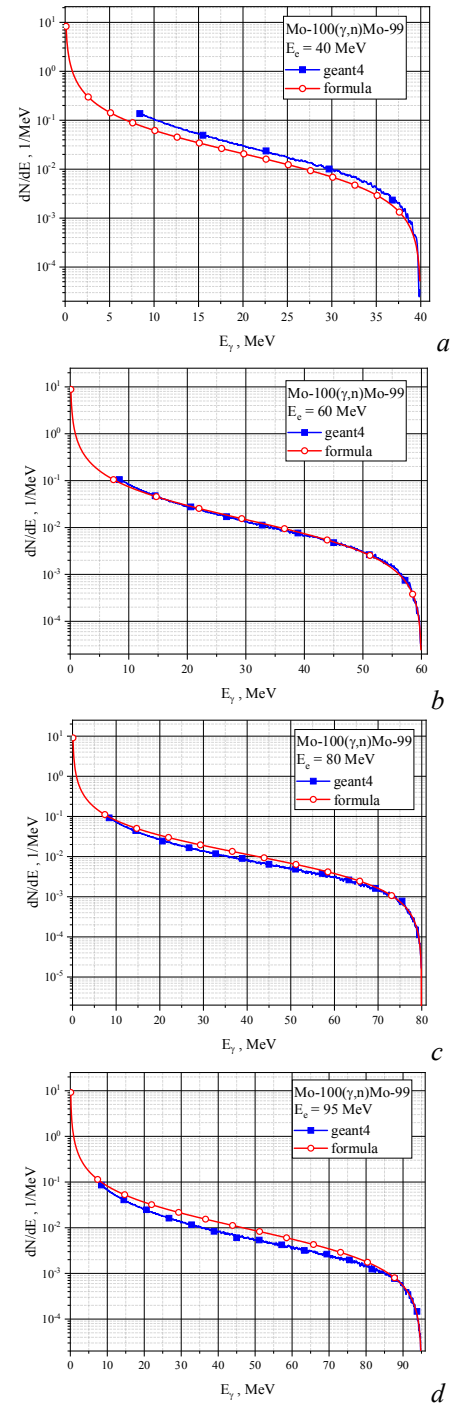 Mo-100(γ,n)Mo-99
E_e = 40 MeV
geant4
formula
dN/dE , 1/MeV
10^1
10^0
10^-1
10^-2
10^-3
10^-4
0 5 10 15 20 25 30 35 40
E_γ , MeV
a
Mo-100(γ,n)Mo-99
E_e = 60 MeV
geant4
formula
dN/dE , 1/MeV
10^1
10^0
10^-1
10^-2
10^-3
10^-4
0 10 20 30 40 50 60
E_γ , MeV
b
Mo-100(γ,n)Mo-99
E_e = 80 MeV
geant4
formula
dN/dE , 1/MeV
10^1
10^0
10^-1
10^-2
10^-3
10^-4
10^-5
0 10 20 30 40 50 60 70 80
E_γ , MeV
c
Mo-100(γ,n)Mo-99
E_e = 95 MeV
geant4
formula
dN/dE , 1/MeV
10^1
10^0
10^-1
10^-2
10^-3
10^-4
0 10 20 30 40 50 60 70 80 90
E_γ , MeV
d